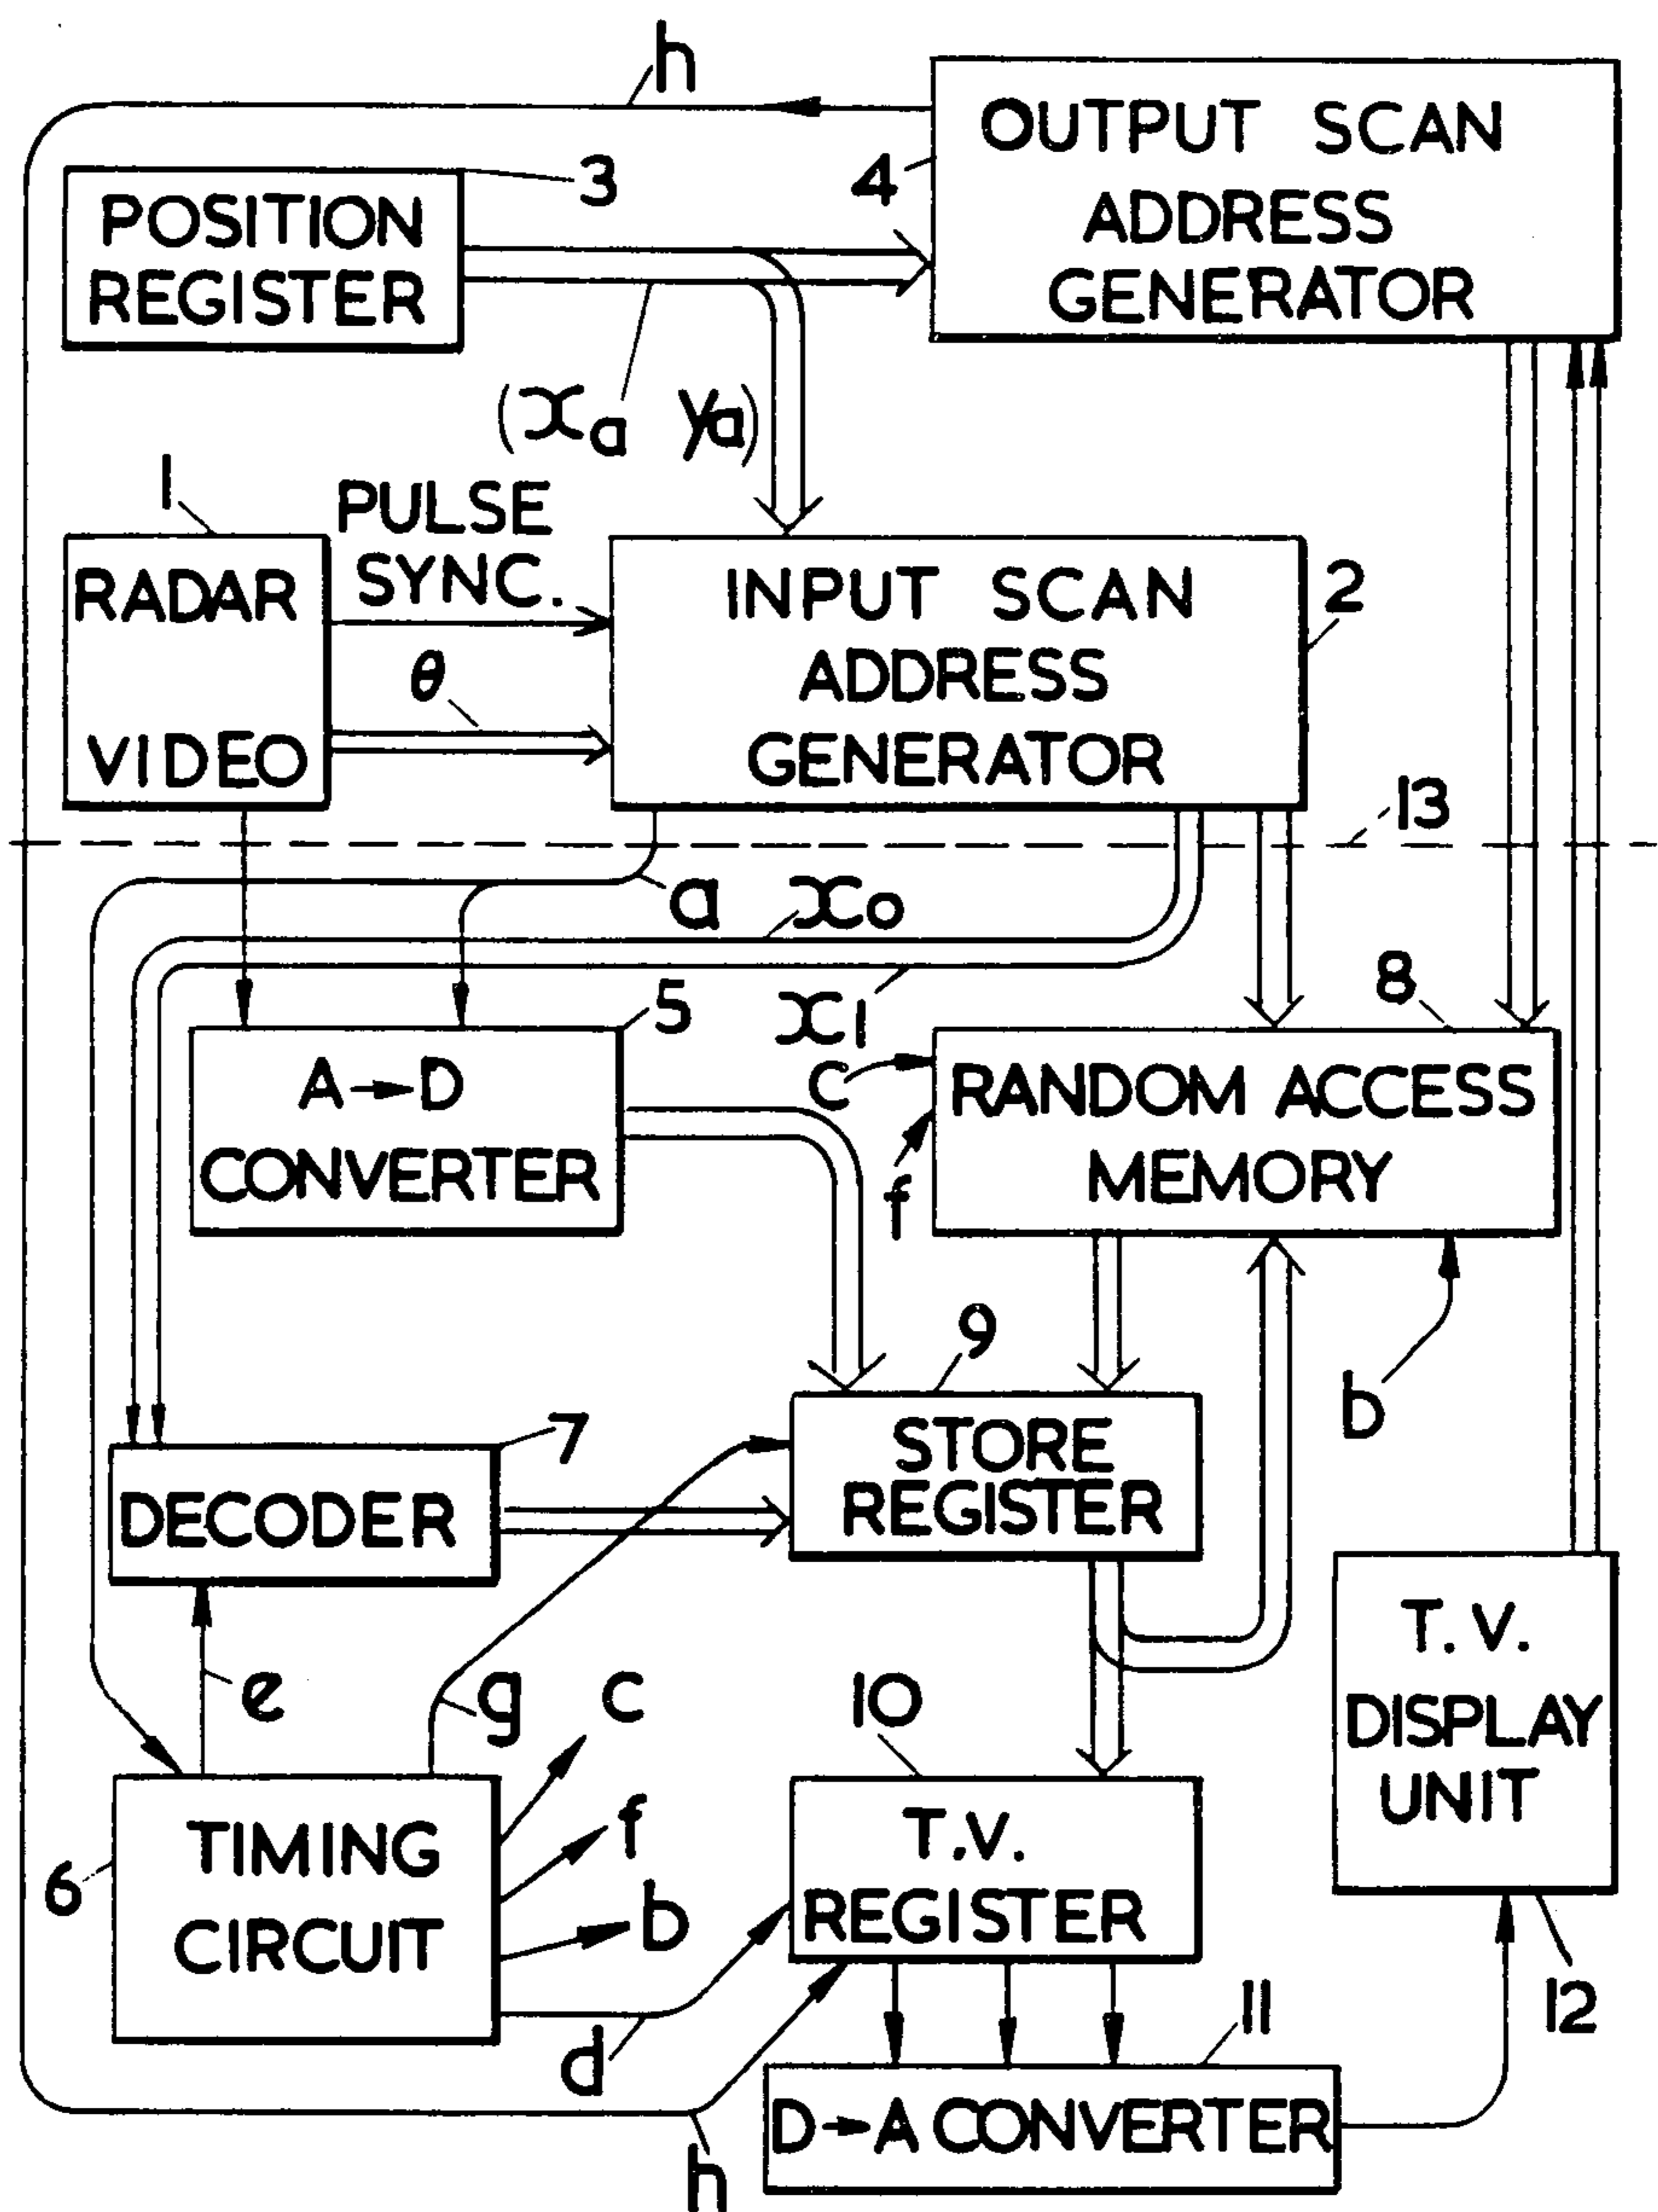 h
OUTPUT SCAN
ADDRESS
GENERATOR
4
3
POSITION
REGISTER
(xa ya)
1
PULSE
SYNC.
RADAR
VIDEO
θ
INPUT SCAN
ADDRESS
GENERATOR
2
13
a
x0
x1
5
A→D
CONVERTER
8
c
f
RANDOM ACCESS
MEMORY
b
9
STORE
REGISTER
7
DECODER
e
g
c
f
b
d
6
TIMING
CIRCUIT
10
T.V.
REGISTER
T. V.
DISPLAY
UNIT
12
11
D→A CONVERTER
h